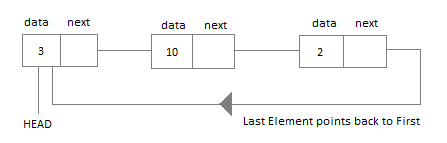 data next data next data next
3 10 2
HEAD Last Element points back to First